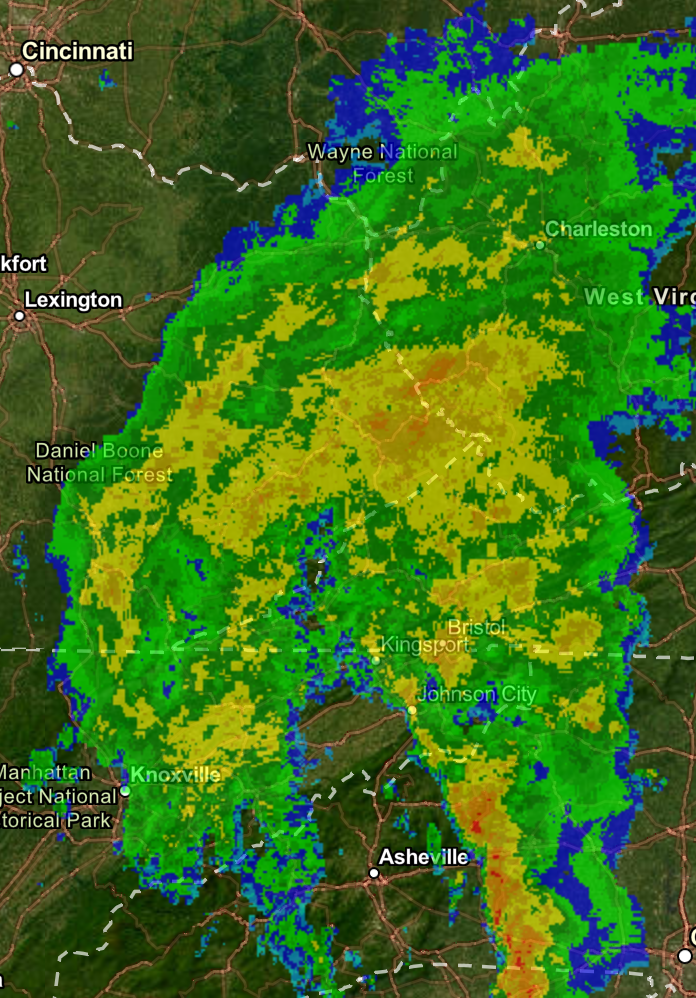 Cincinnati
Wayne National
Forest
Charleston
kfort
Lexington
West Virg
Daniel Boone
National Forest
Bristol
Kingsport
Johnson City
Manhattan
ject National
torical Park
Knoxville
Asheville